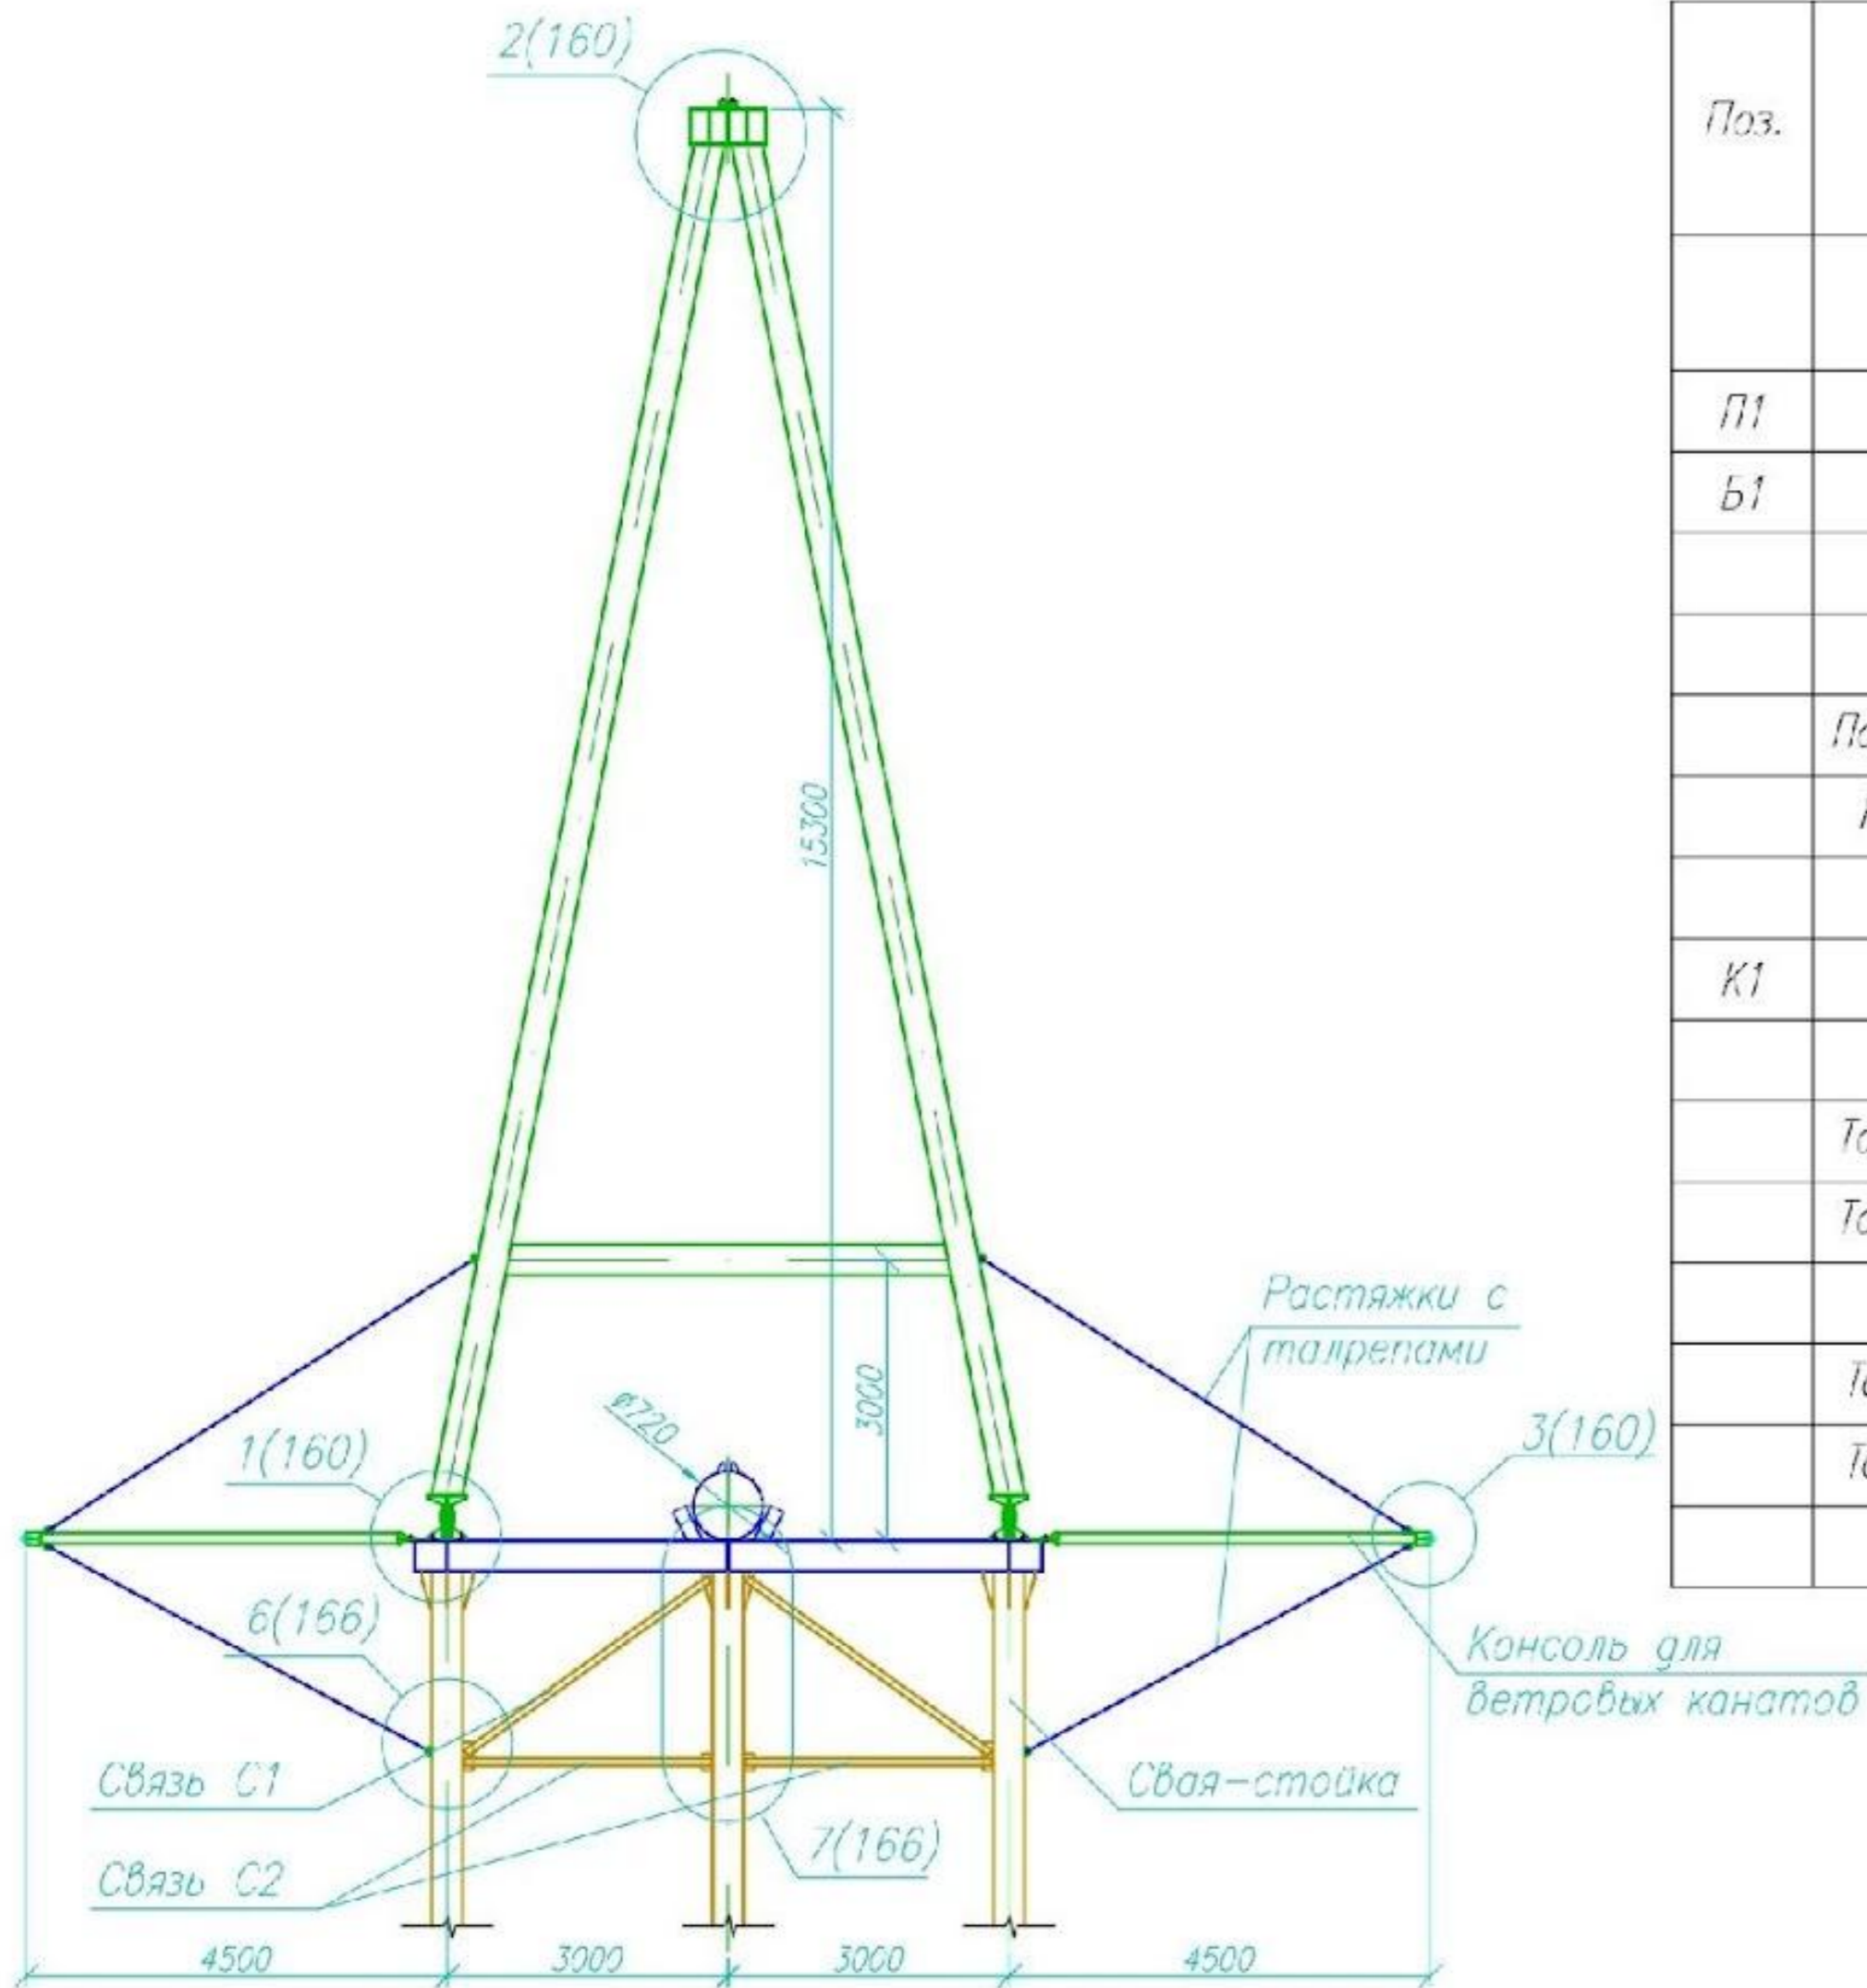 2(160)
Поз.
П1
Б1
15300
К1
Растяжки с
талрепами
3000
ø720
1(160)
3(160)
6(166)
Консоль для
ветровых канатов
Связь С1
Свая-стойка
7(166)
Связь С2
4500
3000
3000
4500